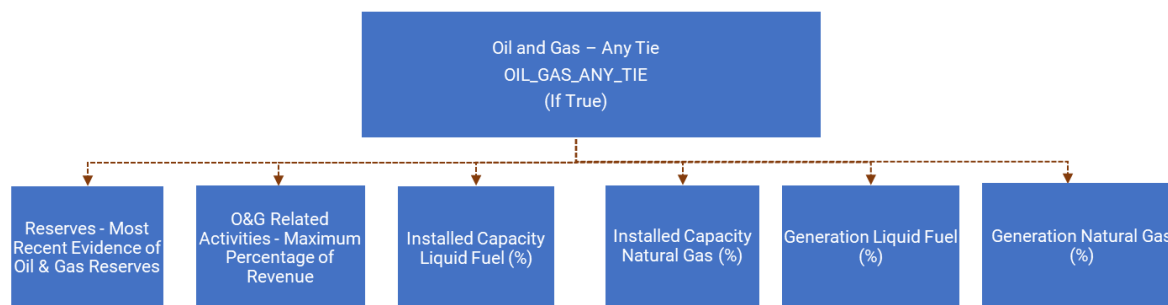 Oil and Gas – Any Tie
OIL_GAS_ANY_TIE
(If True)
Reserves - Most
Recent Evidence of
Oil & Gas Reserves
O&G Related
Activities - Maximum
Percentage of
Revenue
Installed Capacity
Liquid Fuel (%)
Installed Capacity
Natural Gas (%)
Generation Liquid Fuel
(%)
Generation Natural Gas
(%)